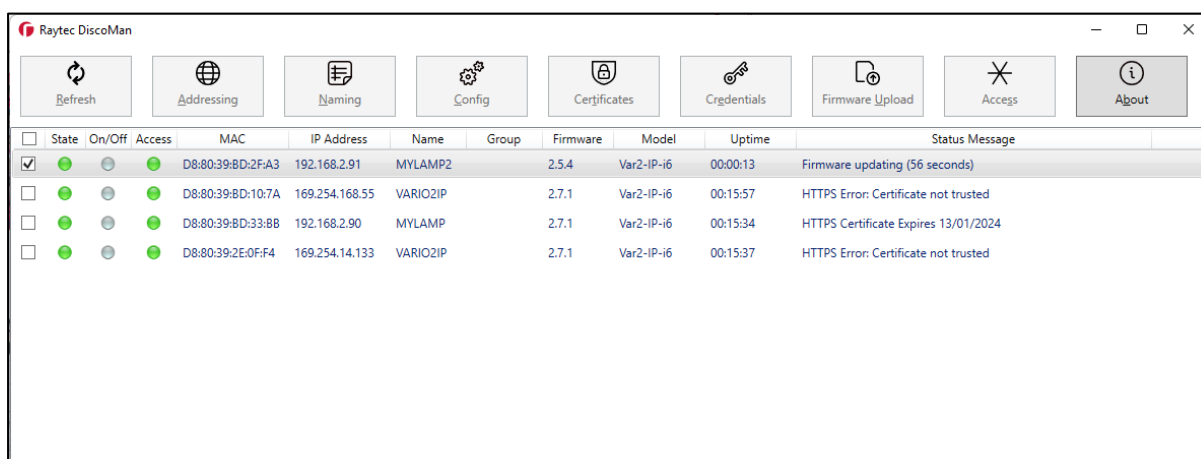 Raytec DiscoMan
Refresh Addressing Naming Config Certificates Credentials Firmware Upload Access About
State On/Off Access MAC IP Address Name Group Firmware Model Uptime Status Message
D8:80:39:BD:2F:A3 192.168.2.91 MYLAMP2 2.5.4 Var2-IP-i6 00:00:13 Firmware updating (56 seconds)
D8:80:39:BD:10:7A 169.254.168.55 VARIO2IP 2.7.1 Var2-IP-i6 00:15:57 HTTPS Error: Certificate not trusted
D8:80:39:BD:33:BB 192.168.2.90 MYLAMP 2.7.1 Var2-IP-i6 00:15:34 HTTPS Certificate Expires 13/01/2024
D8:80:39:2E:0F:F4 169.254.14.133 VARIO2IP 2.7.1 Var2-IP-i6 00:15:37 HTTPS Error: Certificate not trusted